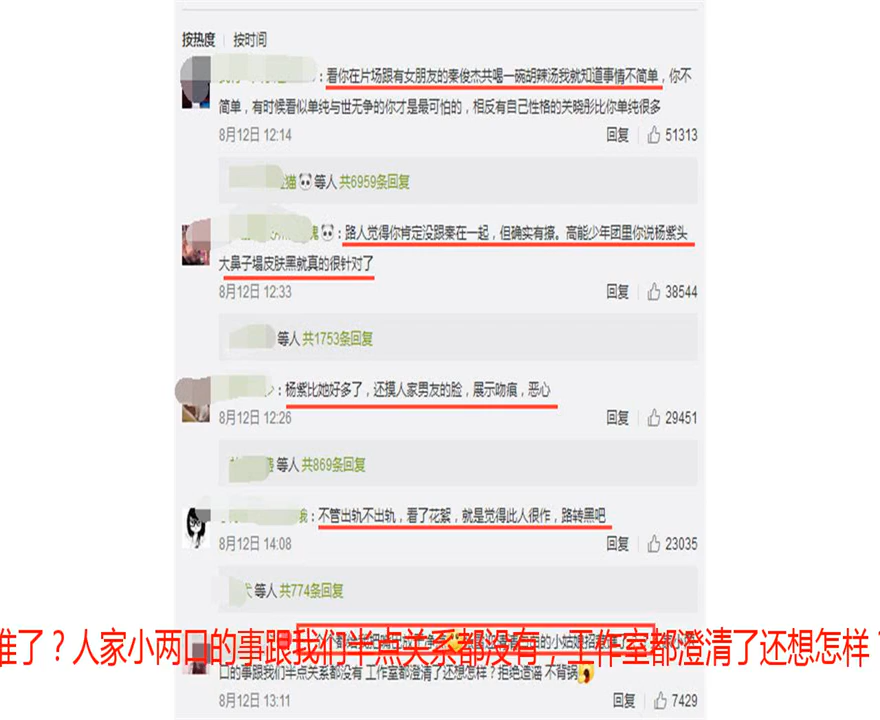 按热度 按时间
：看你在片场跟有女朋友的秦俊杰共喝一碗胡辣汤我就知道事情不简单，你不
简单，有时候看似单纯与世无争的你才是最可怕的，相反有自己性格的关晓彤比你单纯很多
8月12日 12:14 回复 51313
猫 等人 共6959条回复
：路人觉得你肯定没跟秦在一起，但确实有撩。高能少年团里你说杨紫头
大鼻子塌皮肤黑就真的很针对了
8月12日 12:33 回复 38544
等人 共1753条回复
：杨紫比她好多了，还摸人家男友的脸，展示吻痕，恶心
8月12日 12:26 回复 29451
等人 共869条回复
：不管出轨不出轨，看了花絮，就是觉得此人很作，路转黑吧
8月12日 14:08 回复 23035
犬 等人 共774条回复
了？人家小两口的事跟我们半点关系都没有，工作室都澄清了还想怎样？
口的事跟我们半点关系都没有 工作室都澄清了还想怎样？拒绝造谣 不背锅
8月12日 13:11 回复 7429